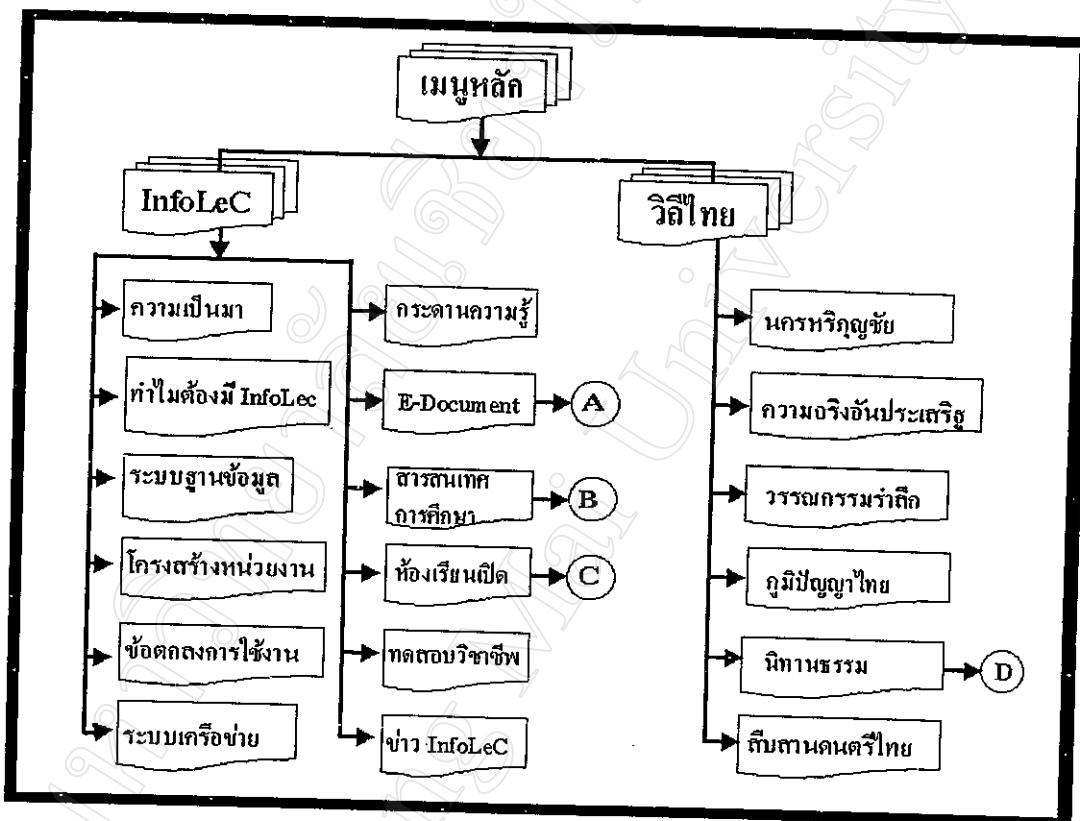 เมนูหลัก
InfoLeC
วิถีไทย
ความเป็นมา
ทำไมต้องมี InfoLec
ระบบฐานข้อมูล
โครงสร้างหน่วยงาน
ข้อตกลงการใช้งาน
ระบบเครือข่าย
กระดานความรู้
E-Document
A
สารสนเทศ
การศึกษา
B
ห้องเรียนเปิด
C
ทดสอบวิชาชีพ
ข่าว InfoLeC
นครหริภุญชัย
ความจริงอันประเสริฐ
วรรณกรรมรำลึก
ภูมิปัญญาไทย
นิทานธรรม
D
สืบสานดนตรีไทย
Mai University